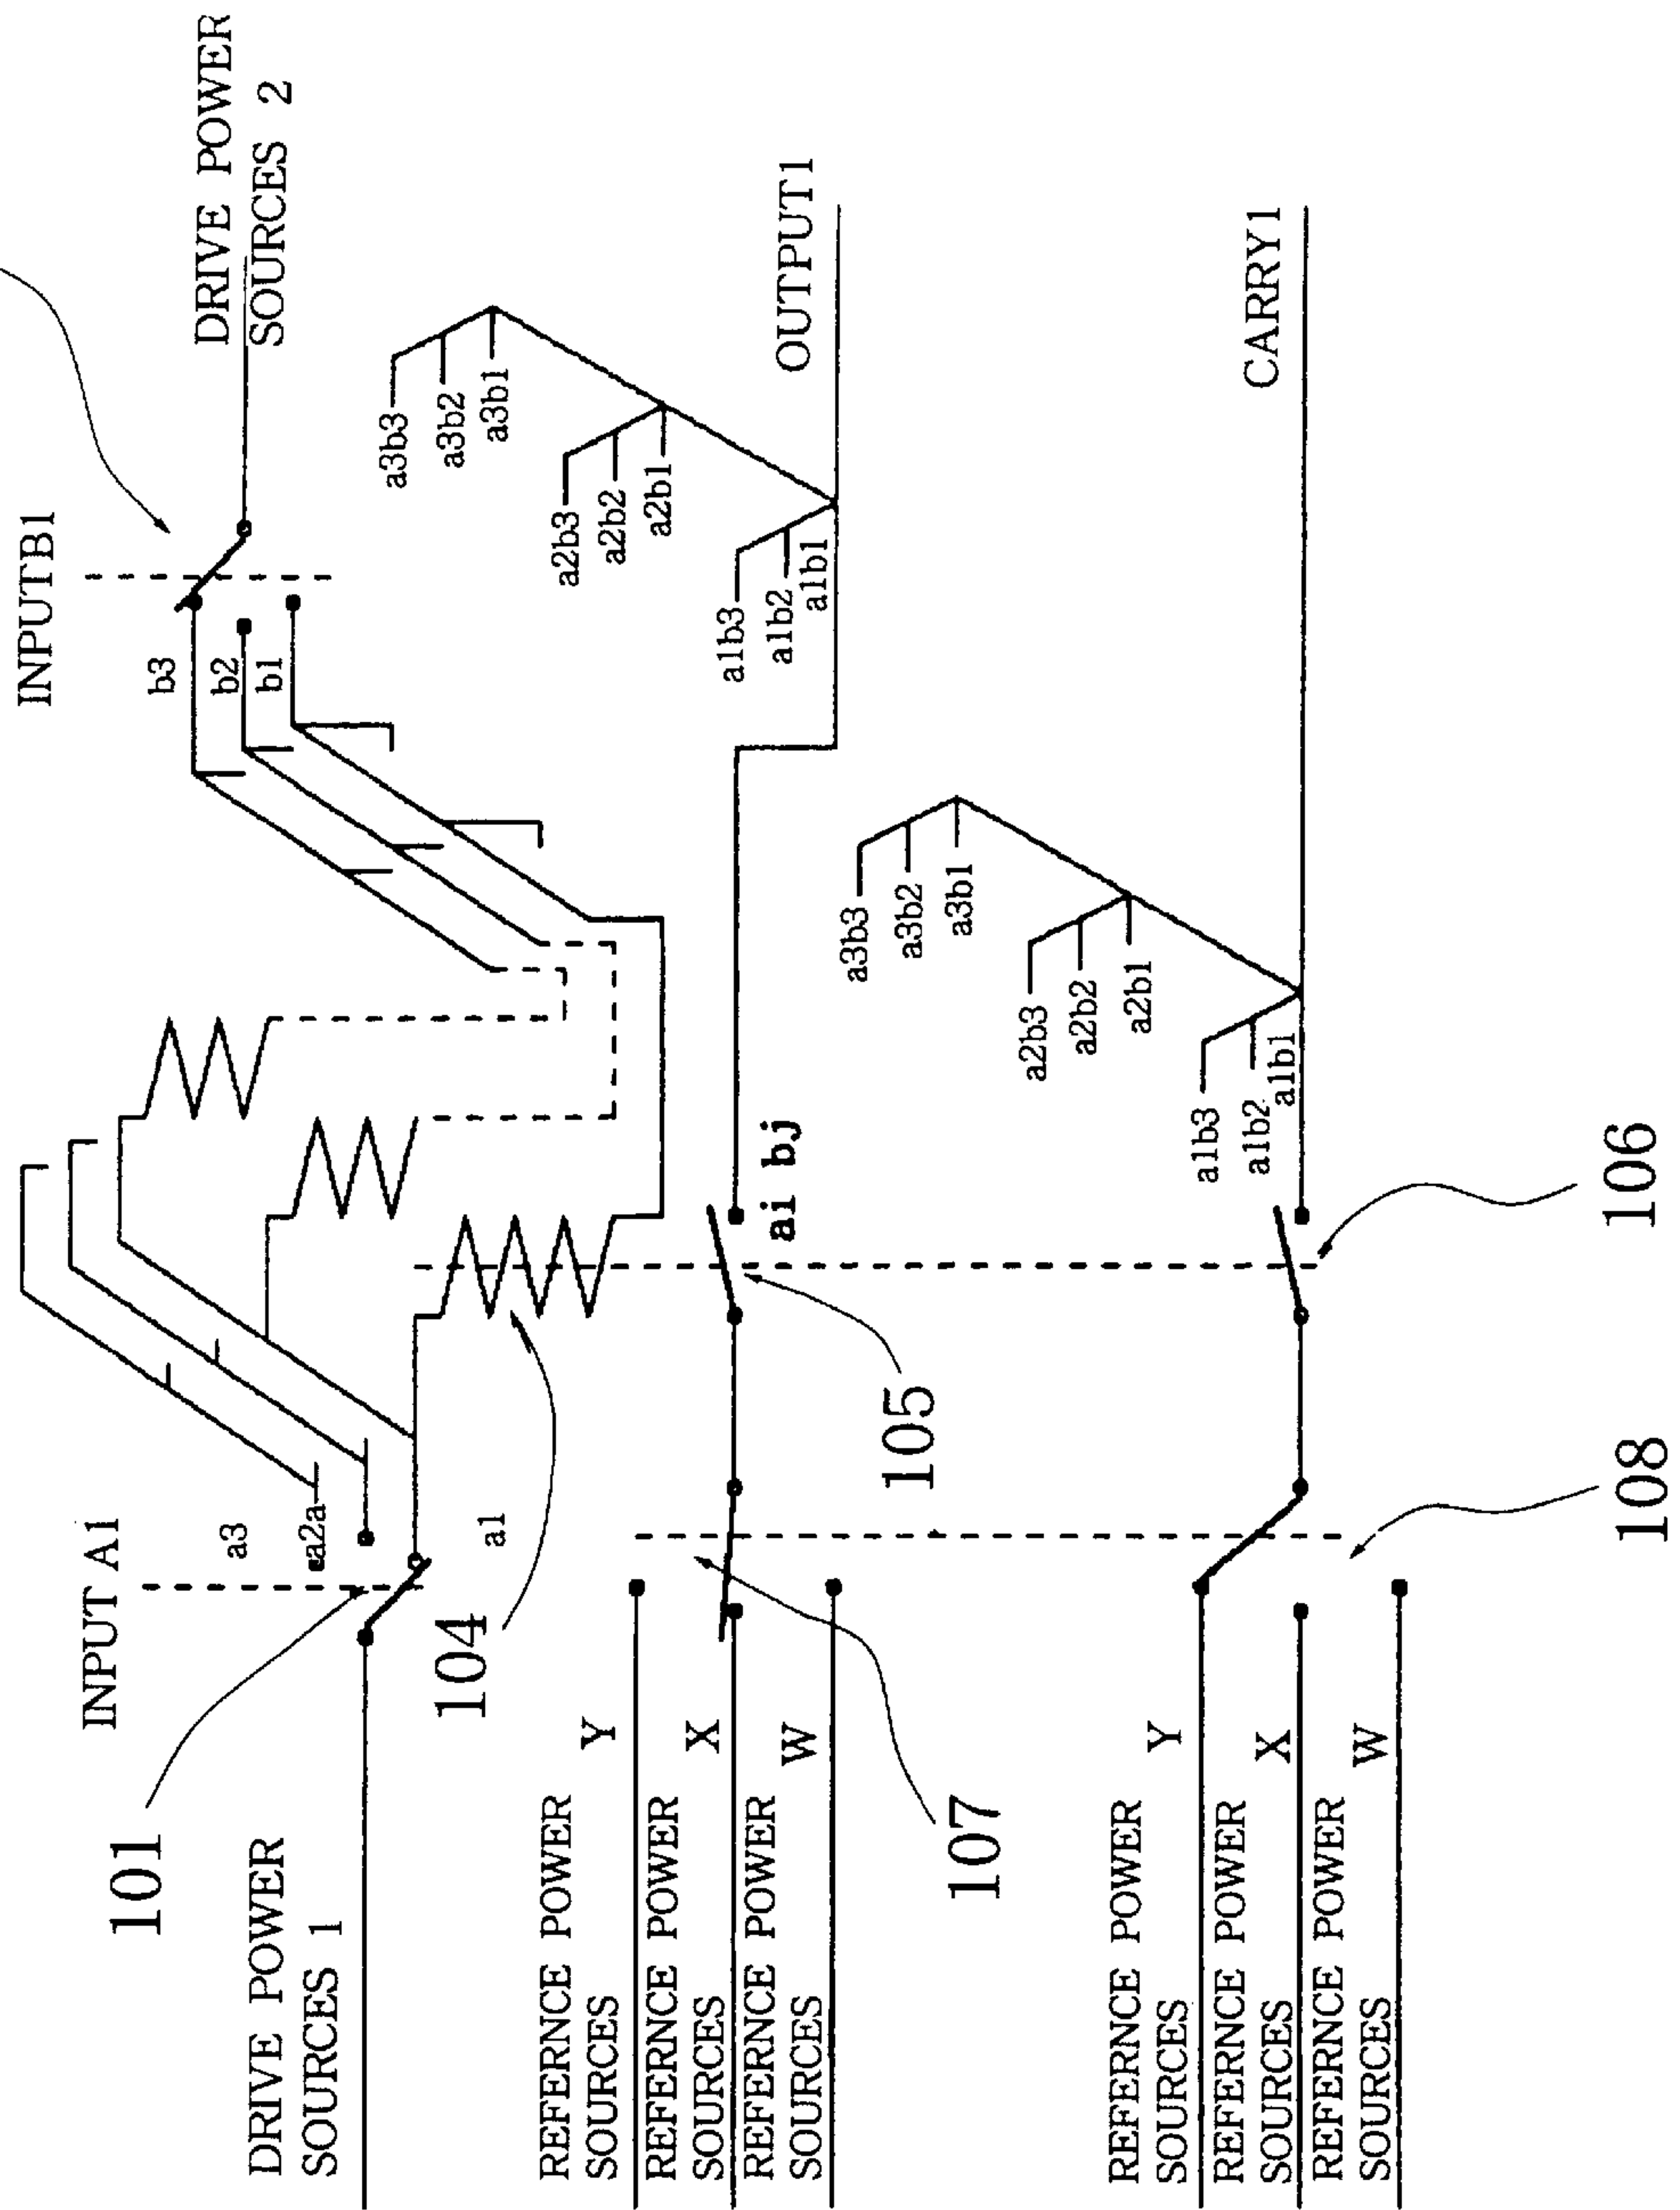 INPUT A1
INPUTB1
101
DRIVE POWER
SOURCES 1
a3
a2a
a1
104
b3
b2
b1
DRIVE POWER
SOURCES 2
REFERNCE POWER
SOURCES Y
REFERNCE POWER
SOURCES X
REFERNCE POWER
SOURCES W
107
105
ai bj
a3b3
a3b2
a3b1
a2b3
a2b2
a2b1
a1b3
a1b2
a1b1
OUTPUT1
REFERNCE POWER
SOURCES Y
REFERNCE POWER
SOURCES X
REFERNCE POWER
SOURCES W
108
106
a3b3
a3b2
a3b1
a2b3
a2b2
a2b1
a1b3
a1b2
a1b1
CARRY1